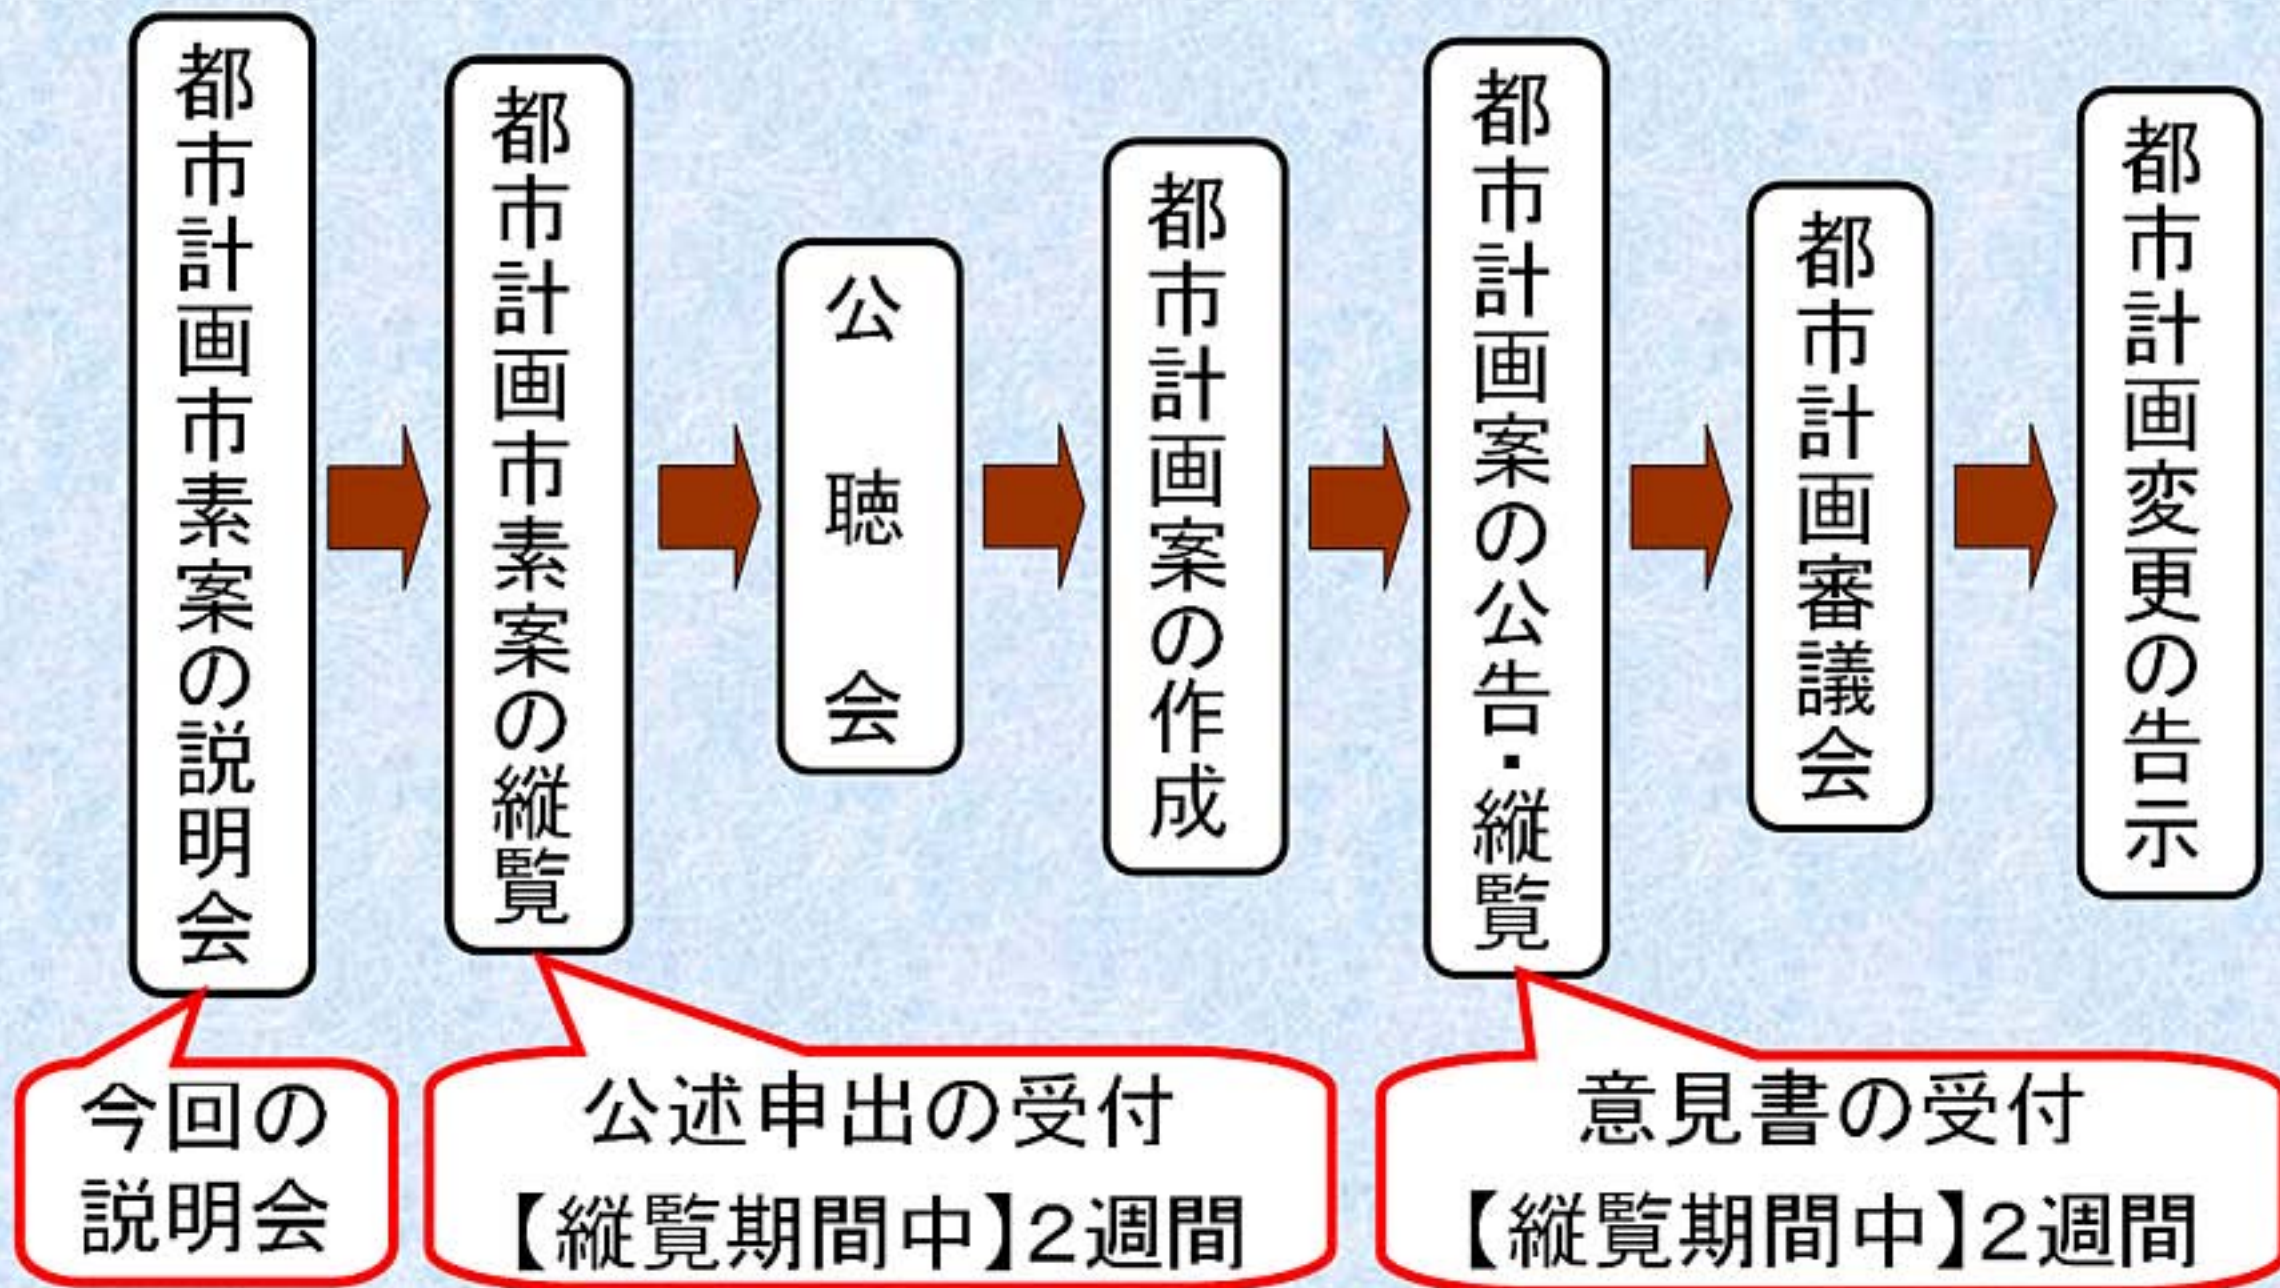 都市計画市素案の説明会
都市計画市素案の縦覧
公聴会
都市計画案の作成
都市計画案の公告・縦覧
都市計画審議会
都市計画変更の告示
今回の
説明会
公述申出の受付
【縦覧期間中】2週間
意見書の受付
【縦覧期間中】2週間